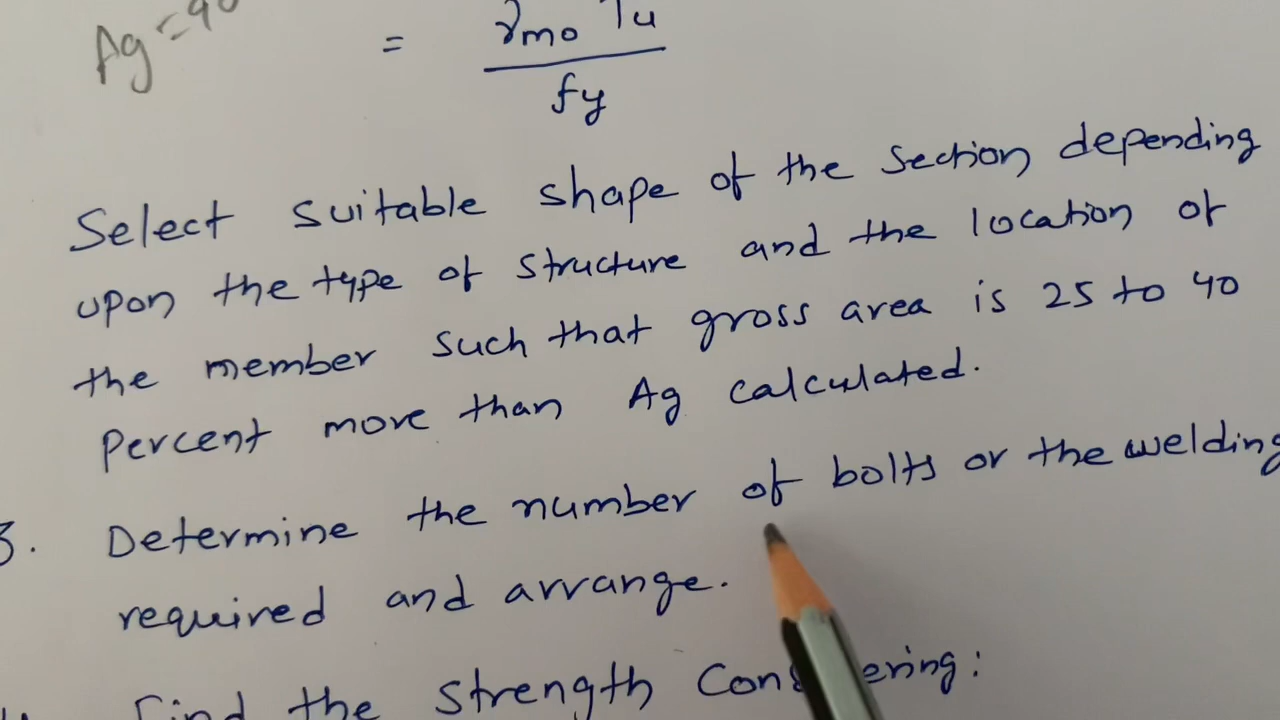 Ag = 90
= γmo Tu
fy
Select suitable shape of the section depending
upon the type of structure and the location of
the member such that gross area is 25 to 40
percent more than Ag calculated.
3. Determine the number of bolts or the welding
required and arrange.
Find the strength Cons ering: